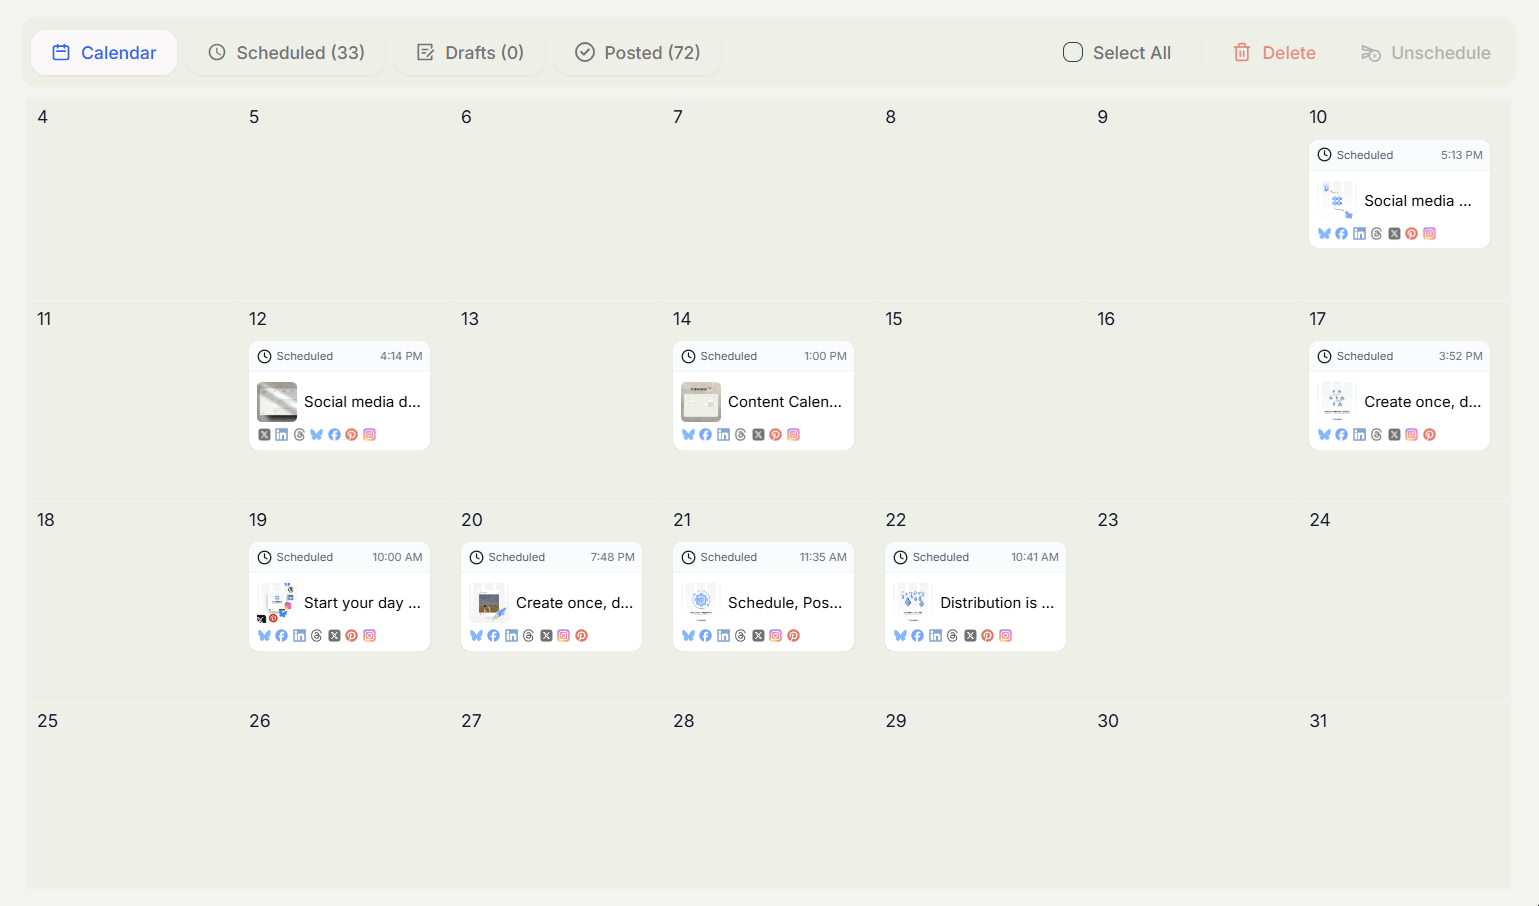 Calendar
Scheduled (33)
Drafts (0)
Posted (72)
Select All
Delete
Unschedule
4 5 6 7 8 9 10
Scheduled 5:13 PM
Social media ...
11 12 13 14 15 16 17
Scheduled 4:14 PM
Social media d...
Scheduled 1:00 PM
Content Calen...
Scheduled 3:52 PM
Create once, d...
18 19 20 21 22 23 24
Scheduled 10:00 AM
Start your day ...
Scheduled 7:48 PM
Create once, d...
Scheduled 11:35 AM
Schedule, Pos...
Scheduled 10:41 AM
Distribution is ...
25 26 27 28 29 30 31